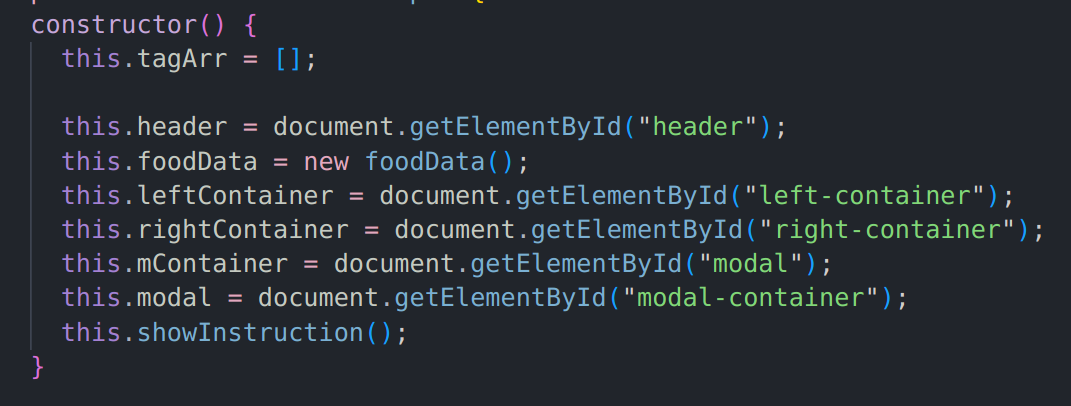 constructor() {
this.tagArr = [];
this.header = document.getElementById("header");
this.foodData = new foodData();
this.leftContainer = document.getElementById("left-container");
this.rightContainer = document.getElementById("right-container");
this.mContainer = document.getElementById("modal");
this.modal = document.getElementById("modal-container");
this.showInstruction();
}